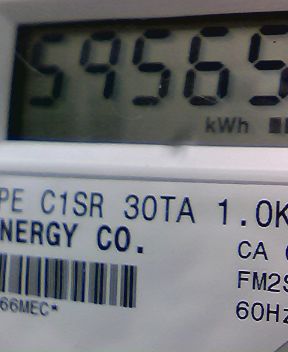 59565
kWh
PE C1SR 30TA 1.0K
NERGY CO.
CA
FM2S
66MEC*
60Hz